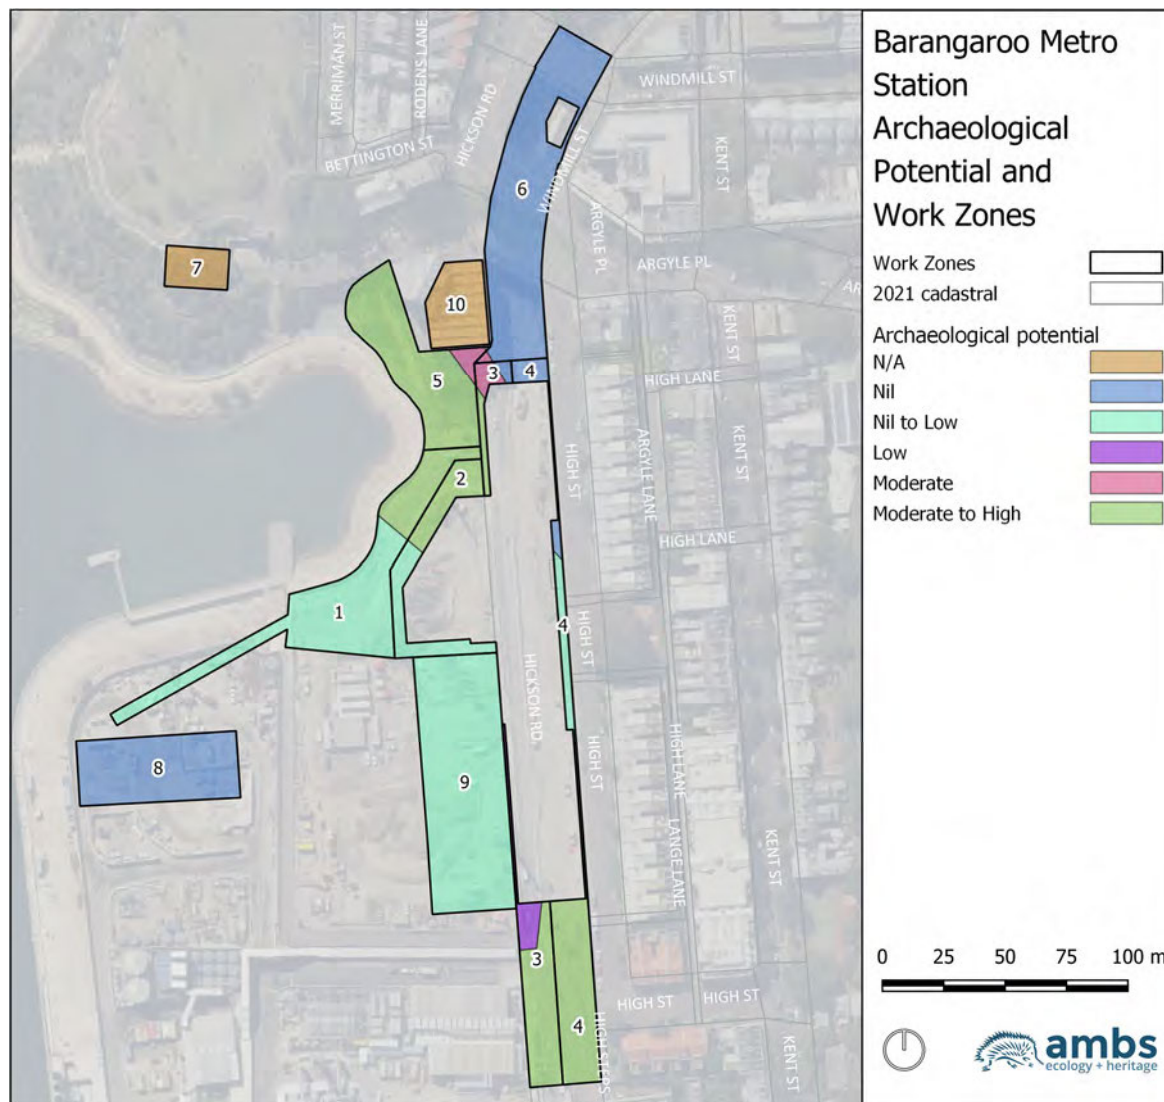 Barangaroo Metro
Station
Archaeological
Potential and
Work Zones
Work Zones
2021 cadastral
Archaeological potential
N/A
Nil
Nil to Low
Low
Moderate
Moderate to High
0 25 50 75 100 m
ambs
ecology + heritage
MERRIMAN ST
RODENS LANE
HICKSON RD
BETTINGTON ST
WINDMILL ST
KENT ST
WINDMILL ST
6
ARGYLE PL
ARGYLE PL
AR
7
10
5
3
4
KENT ST
HIGH LANE
HIGH ST
ARGYLE LANE
KENT ST
2
HIGH LANE
1
4
HIGH ST
HICKSON RD
8
9
HIGH ST
HIGH LANE
LANGE LANE
KENT ST
3
4
HIGH ST
HIGH ST
HIGH STEPS
KENT ST